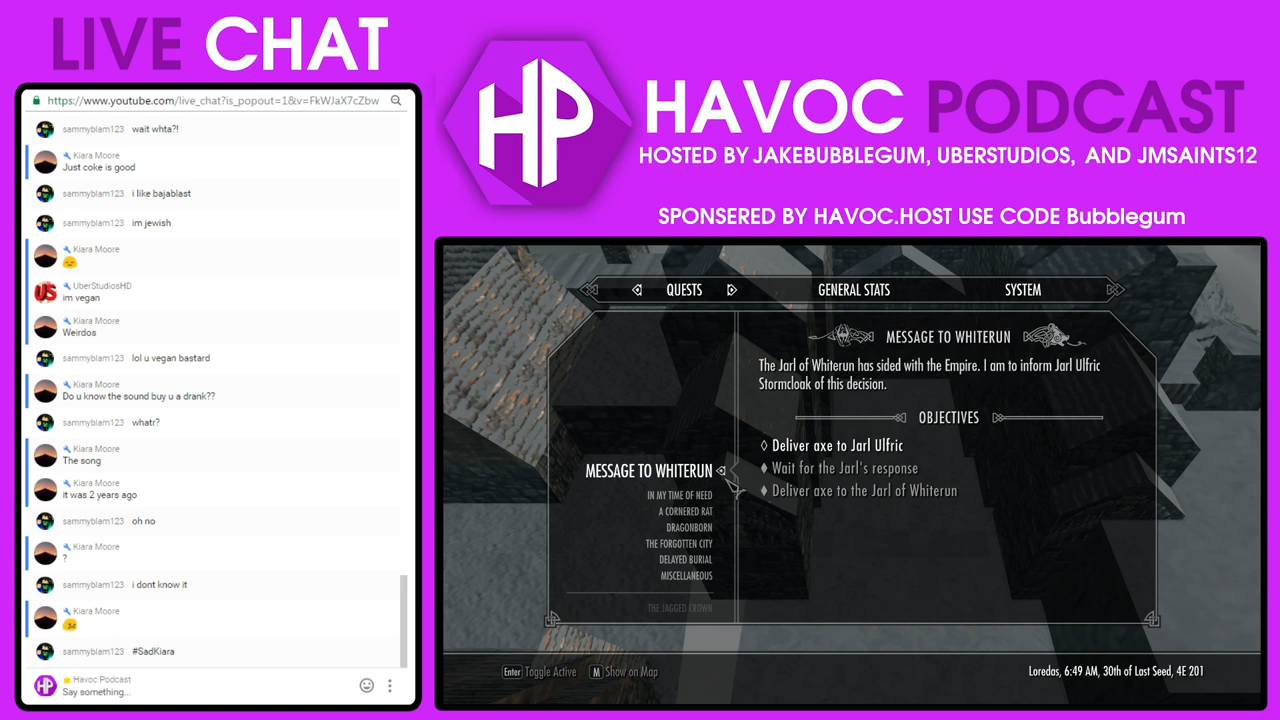 LIVE CHAT
https://www.youtube.com/live_chat?is_popout=1&v=FkWJaX7cZbw
sammyblam123 wait whta?!
Kiara Moore
Just coke is good
sammyblam123 i like bajablast
sammyblam123 im jewish
Kiara Moore
UberStudiosHD
im vegan
Kiara Moore
Weirdos
sammyblam123 lol u vegan bastard
Kiara Moore
Do u know the sound buy u a drank??
sammyblam123 whatr?
Kiara Moore
The song
Kiara Moore
it was 2 years ago
sammyblam123 oh no
Kiara Moore
?
sammyblam123 i dont know it
Kiara Moore
sammyblam123 #SadKiara
Havoc Podcast
Say something...
HP
US
HP
HAVOC PODCAST
HOSTED BY JAKEBUBBLEGUM, UBERSTUDIOS, AND JMSAINTS12
SPONSERED BY HAVOC.HOST USE CODE Bubblegum
QUESTS GENERAL STATS SYSTEM
MESSAGE TO WHITERUN
The Jarl of Whiterun has sided with the Empire. I am to inform Jarl Ulfric
Stormcloak of this decision.
OBJECTIVES
Deliver axe to Jarl Ulfric
Wait for the Jarl's response
Deliver axe to the Jarl of Whiterun
MESSAGE TO WHITERUN
IN MY TIME OF NEED
A CORNERED RAT
DRAGONBORN
THE FORGOTTEN CITY
DELAYED BURIAL
MISCELLANEOUS
THE JAGGED CROWN
Enter Toggle Active M Show on Map
Loredas, 6:49 AM, 30th of Last Seed, 4E 201